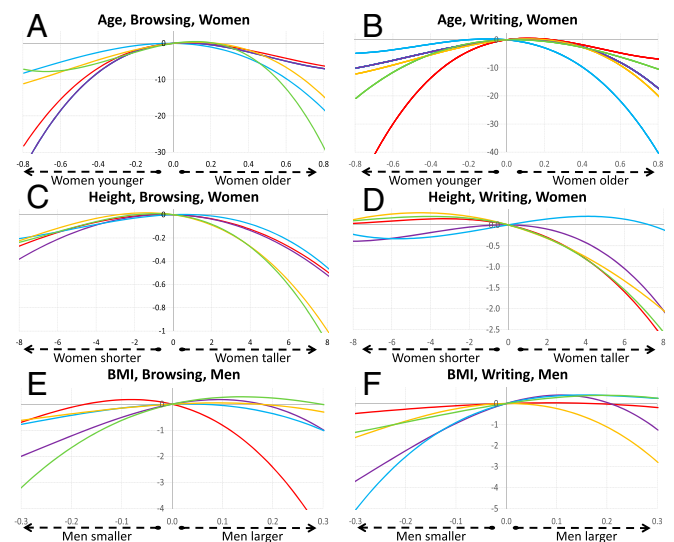 A Age, Browsing, Women
0
-10
-20
-30
-0.8 -0.6 -0.4 -0.2 0.0 0.2 0.4 0.6 0.8
Women younger Women older
B Age, Writing, Women
0
-10
-20
-30
-40
-0.8 -0.6 -0.4 -0.2 0.0 0.2 0.4 0.6 0.8
Women younger Women older
C Height, Browsing, Women
0
-0.2
-0.4
-0.6
-0.8
-1
-8 -6 -4 -2 0 2 4 6 8
Women shorter Women taller
D Height, Writing, Women
0.0
-0.5
-1.0
-1.5
-2.0
-2.5
-8 -6 -4 -2 0 2 4 6 8
Women shorter Women taller
E BMI, Browsing, Men
0
-1
-2
-3
-4
-0.3 -0.2 -0.1 0.0 0.1 0.2 0.3
Men smaller Men larger
F BMI, Writing, Men
0
-1
-2
-3
-4
-5
-0.3 -0.2 -0.1 0.0 0.1 0.2 0.3
Men smaller Men larger